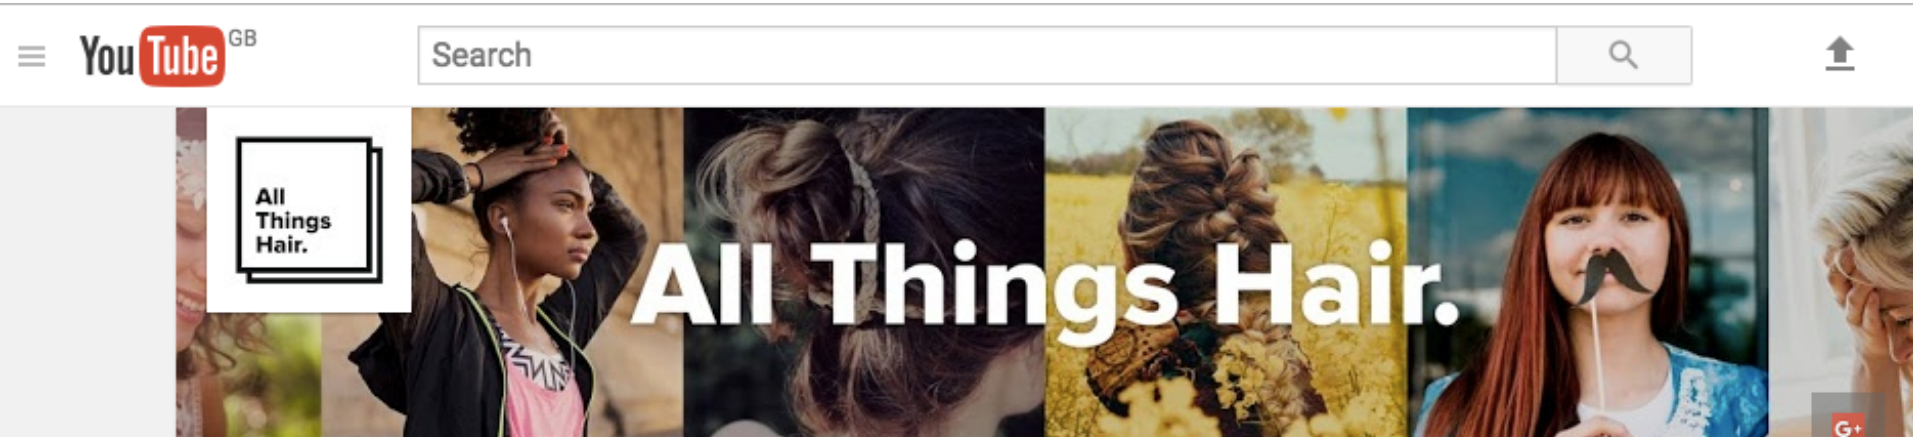 YouTube GB
Search
All
Things
Hair.
All Things Hair.
G+